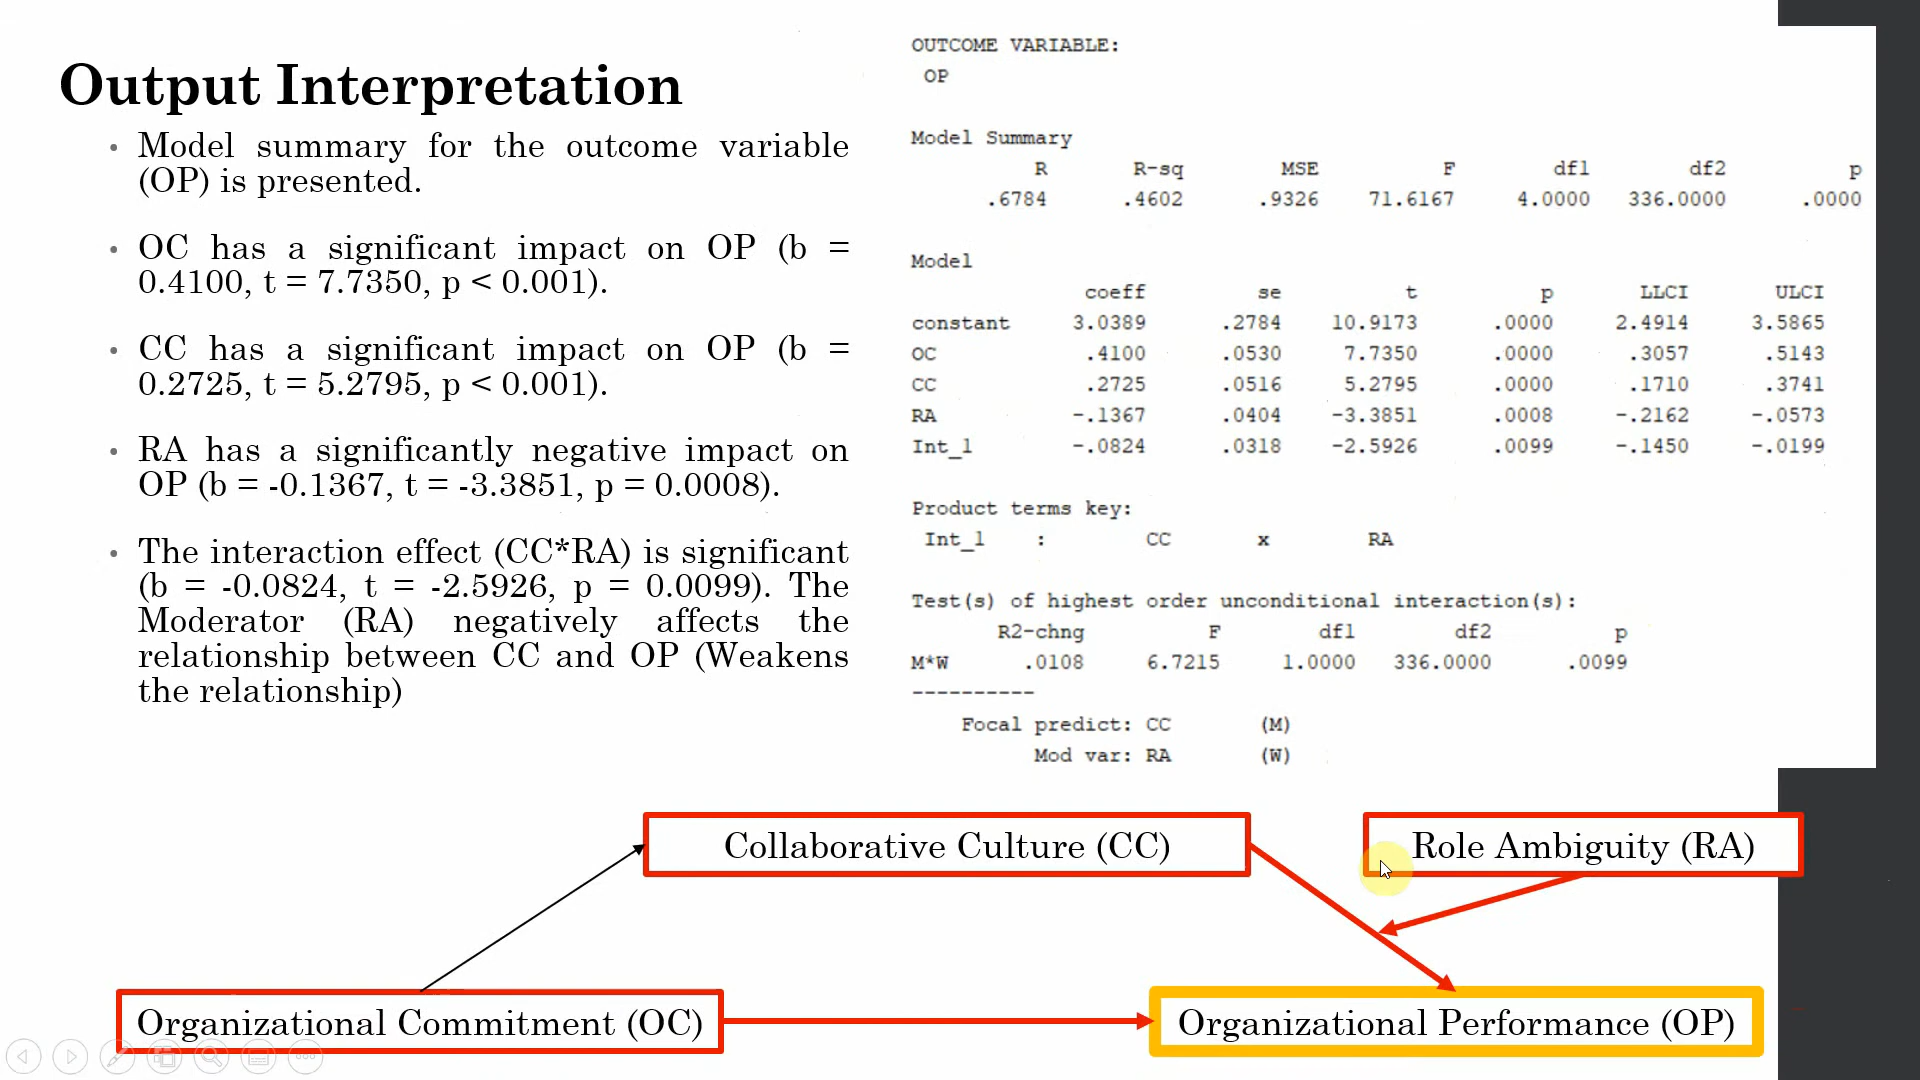 Output Interpretation
• Model summary for the outcome variable
(OP) is presented.
• OC has a significant impact on OP (b =
0.4100, t = 7.7350, p < 0.001).
• CC has a significant impact on OP (b =
0.2725, t = 5.2795, p < 0.001).
• RA has a significantly negative impact on
OP (b = -0.1367, t = -3.3851, p = 0.0008).
• The interaction effect (CC*RA) is significant
(b = -0.0824, t = -2.5926, p = 0.0099). The
Moderator (RA) negatively affects the
relationship between CC and OP (Weakens
the relationship)
OUTCOME VARIABLE:
OP
Model Summary
R R-sq MSE F df1 df2 p
.6784 .4602 .9326 71.6167 4.0000 336.0000 .0000
Model
coeff se t p LLCI ULCI
constant 3.0389 .2784 10.9173 .0000 2.4914 3.5865
OC .4100 .0530 7.7350 .0000 .3057 .5143
CC .2725 .0516 5.2795 .0000 .1710 .3741
RA -.1367 .0404 -3.3851 .0008 -.2162 -.0573
Int_1 -.0824 .0318 -2.5926 .0099 -.1450 -.0199
Product terms key:
Int_1 : CC x RA
Test(s) of highest order unconditional interaction(s):
R2-chng F df1 df2 p
M*W .0108 6.7215 1.0000 336.0000 .0099
----------
Focal predict: CC (M)
Mod var: RA (W)
Collaborative Culture (CC)
Role Ambiguity (RA)
Organizational Commitment (OC)
Organizational Performance (OP)